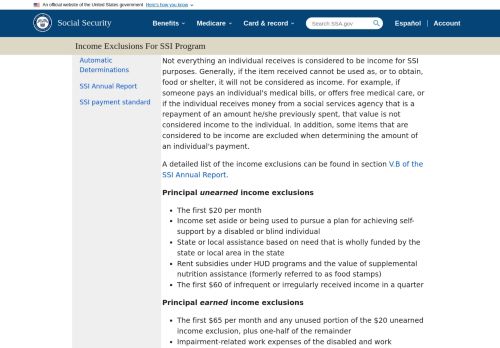 An official website of the United States government Here's how you know
Social Security
Benefits Medicare Card & record Search SSA.gov Español Account
Income Exclusions For SSI Program
Automatic
Determinations
SSI Annual Report
SSI payment standard
Not everything an individual receives is considered to be income for SSI
purposes. Generally, if the item received cannot be used as, or to obtain,
food or shelter, it will not be considered as income. For example, if
someone pays an individual's medical bills, or offers free medical care, or
if the individual receives money from a social services agency that is a
repayment of an amount he/she previously spent, that value is not
considered income to the individual. In addition, some items that are
considered to be income are excluded when determining the amount of
an individual's payment.
A detailed list of the income exclusions can be found in section V.B of the
SSI Annual Report.
Principal unearned income exclusions
• The first $20 per month
• Income set aside or being used to pursue a plan for achieving self-
support by a disabled or blind individual
• State or local assistance based on need that is wholly funded by the
state or local area in the state
• Rent subsidies under HUD programs and the value of supplemental
nutrition assistance (formerly referred to as food stamps)
• The first $60 of infrequent or irregularly received income in a quarter
Principal earned income exclusions
• The first $65 per month and any unused portion of the $20 unearned
income exclusion, plus one-half of the remainder
• Impairment-related work expenses of the disabled and work